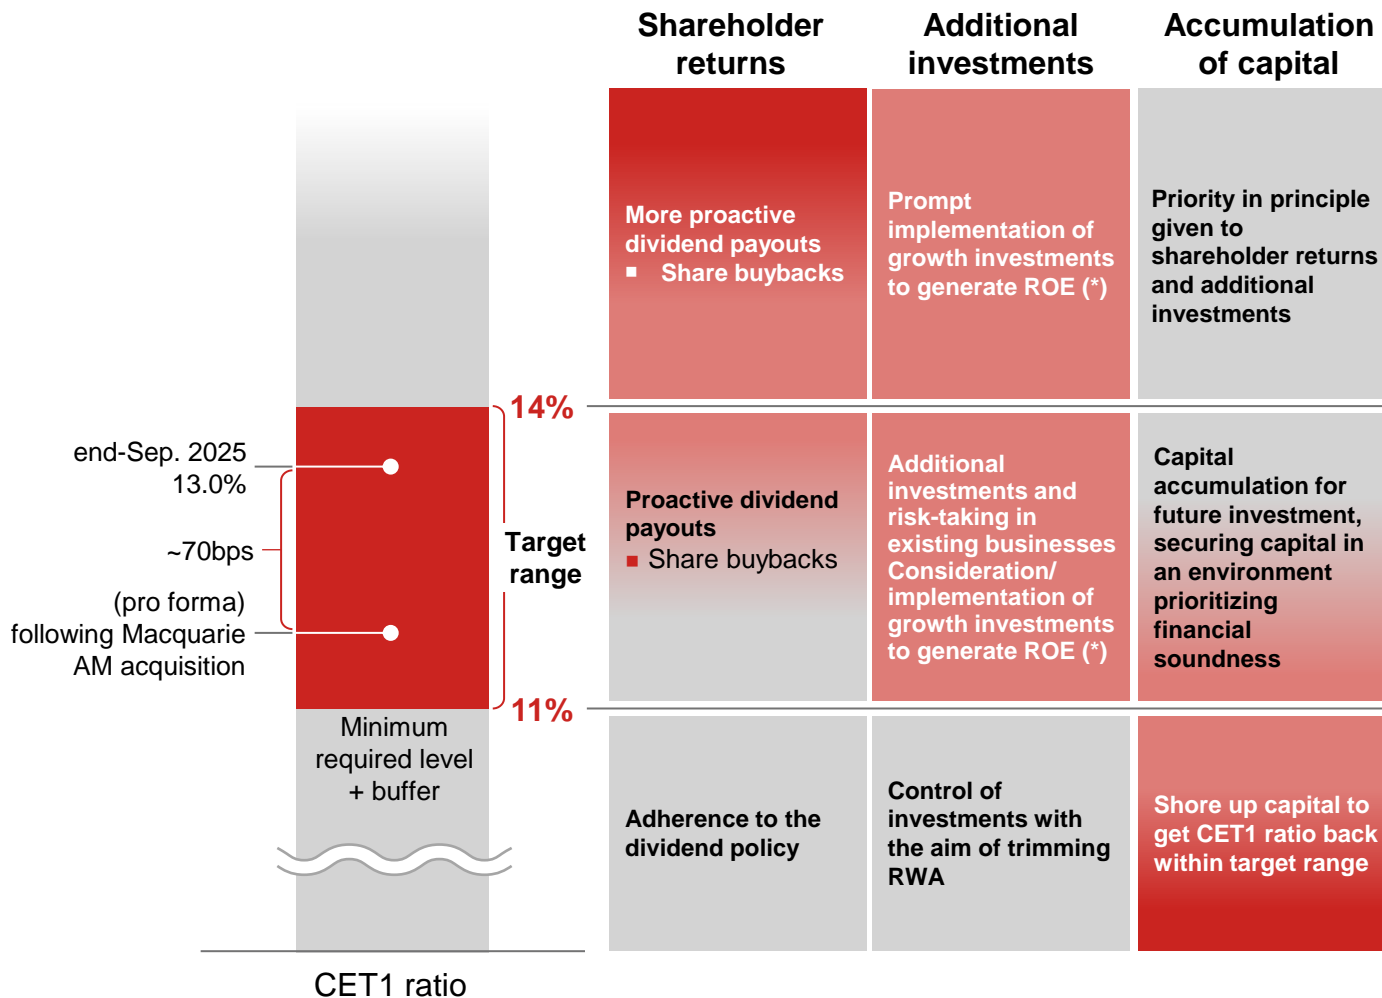 Shareholder
returns
Additional
investments
Accumulation
of capital
More proactive
dividend payouts
■ Share buybacks
Prompt
implementation of
growth investments
to generate ROE (*)
Priority in principle
given to
shareholder returns
and additional
investments
14%
end-Sep. 2025
13.0%
~70bps
(pro forma)
following Macquarie
AM acquisition
Target
range
11%
Proactive dividend
payouts
■ Share buybacks
Additional
investments and
risk-taking in
existing businesses
Consideration/
implementation of
growth investments
to generate ROE (*)
Capital
accumulation for
future investment,
securing capital in
an environment
prioritizing
financial
soundness
Minimum
required level
+ buffer
Adherence to the
dividend policy
Control of
investments with
the aim of trimming
RWA
Shore up capital to
get CET1 ratio back
within target range
CET1 ratio